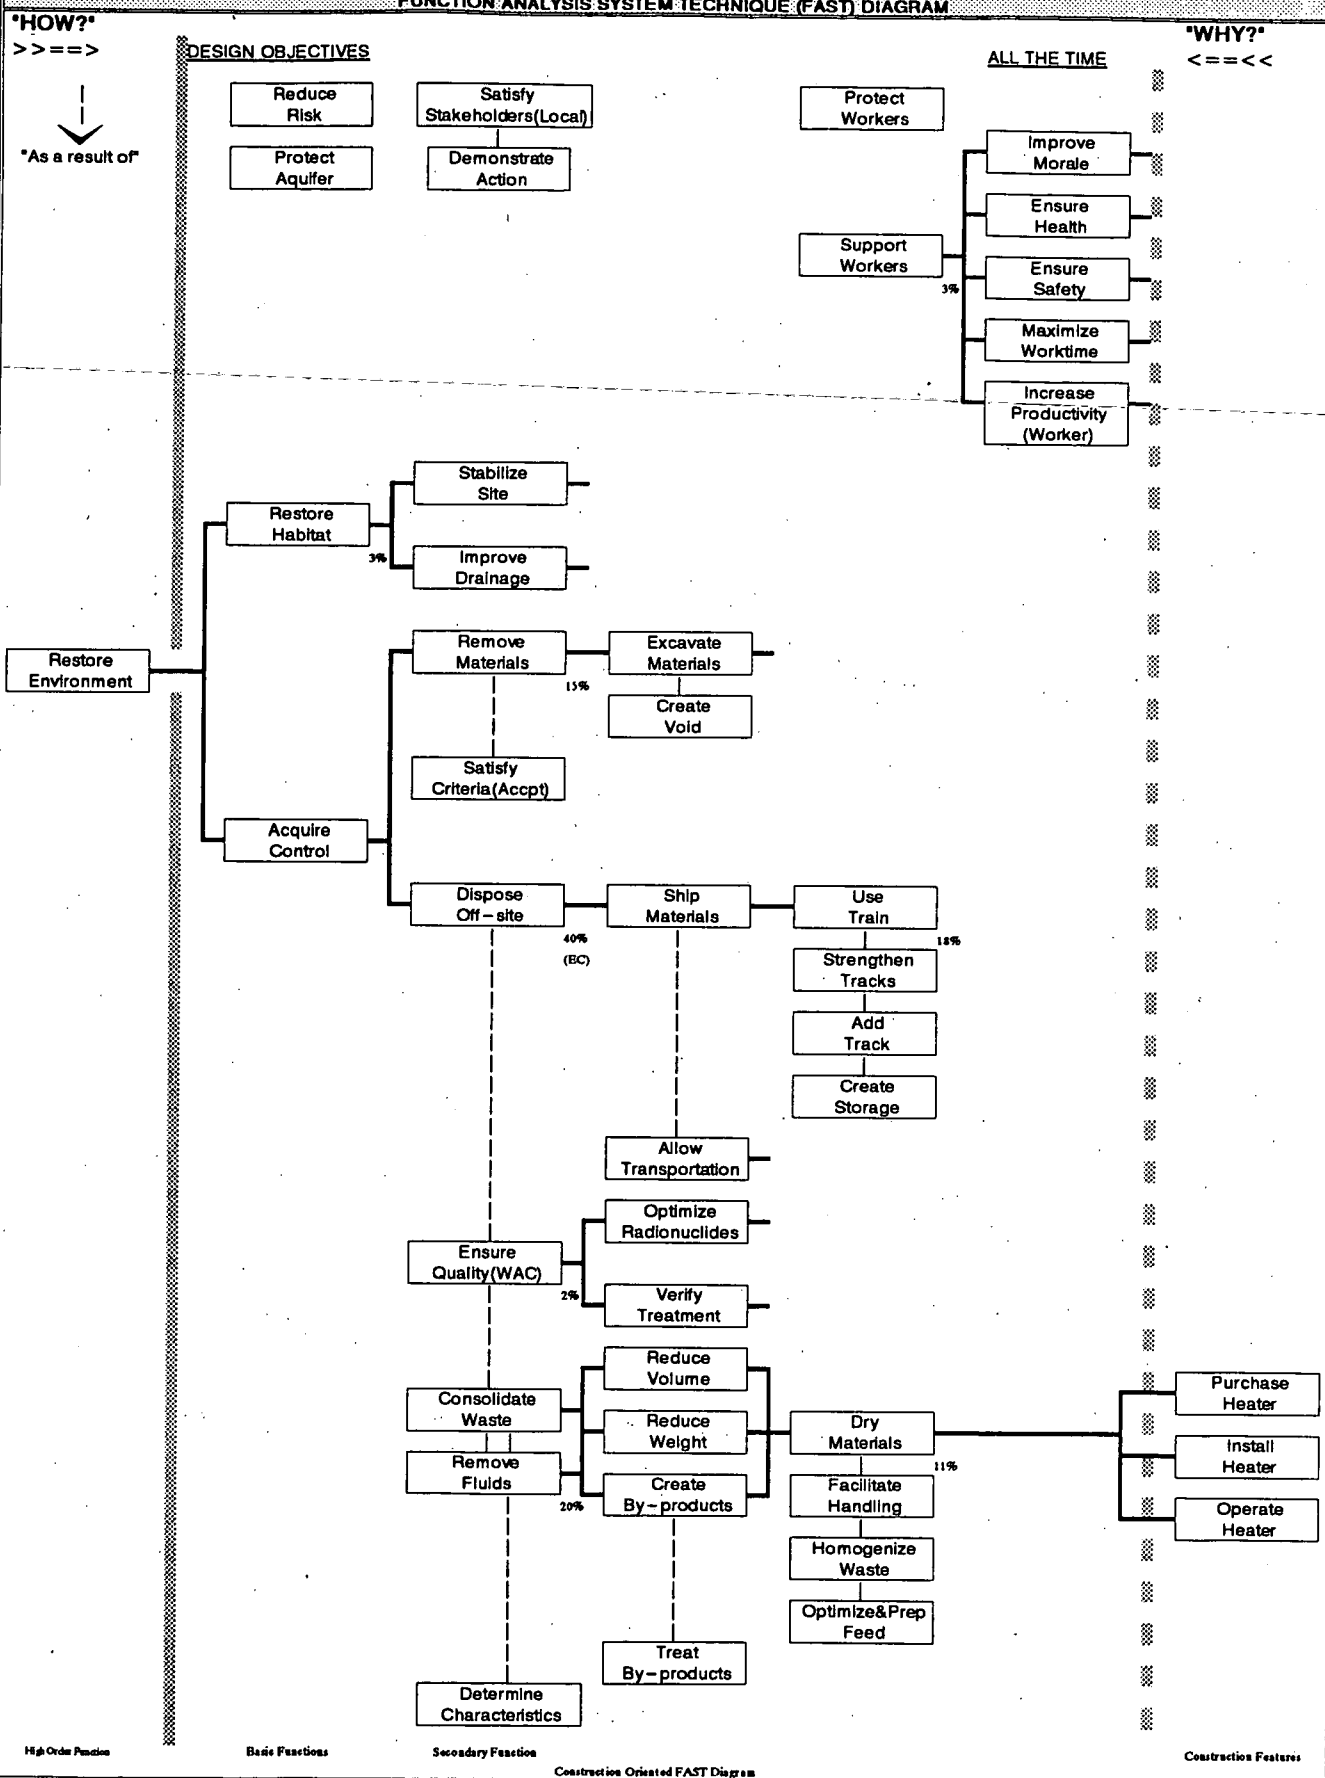 FUNCTION ANALYSIS SYSTEM TECHNIQUE (FAST) DIAGRAM
"HOW?"
>>==>
"As a result of"
DESIGN OBJECTIVES
ALL THE TIME
"WHY?"
<==<<
Reduce
Risk
Satisfy
Stakeholders(Local)
Protect
Workers
Protect
Aquifer
Demonstrate
Action
Improve
Morale
Ensure
Health
Support
Workers
3%
Ensure
Safety
Maximize
Worktime
Increase
Productivity
(Worker)
Stabilize
Site
Restore
Habitat
3%
Improve
Drainage
Restore
Environment
Remove
Materials
15%
Excavate
Materials
Create
Void
Satisfy
Criteria(Accpt)
Acquire
Control
Dispose
Off-site
40%
(EC)
Ship
Materials
Use
Train
18%
Strengthen
Tracks
Add
Track
Create
Storage
Allow
Transportation
Optimize
Radionuclides
Ensure
Quality(WAC)
2%
Verify
Treatment
Reduce
Volume
Consolidate
Waste
Reduce
Weight
Dry
Materials
11%
Purchase
Heater
Install
Heater
Operate
Heater
Remove
Fluids
20%
Create
By-products
Facilitate
Handling
Homogenize
Waste
Optimize&Prep
Feed
Treat
By-products
Determine
Characteristics
High Order Function
Basic Functions
Secondary Function
Construction Features
Construction Oriented FAST Diagram